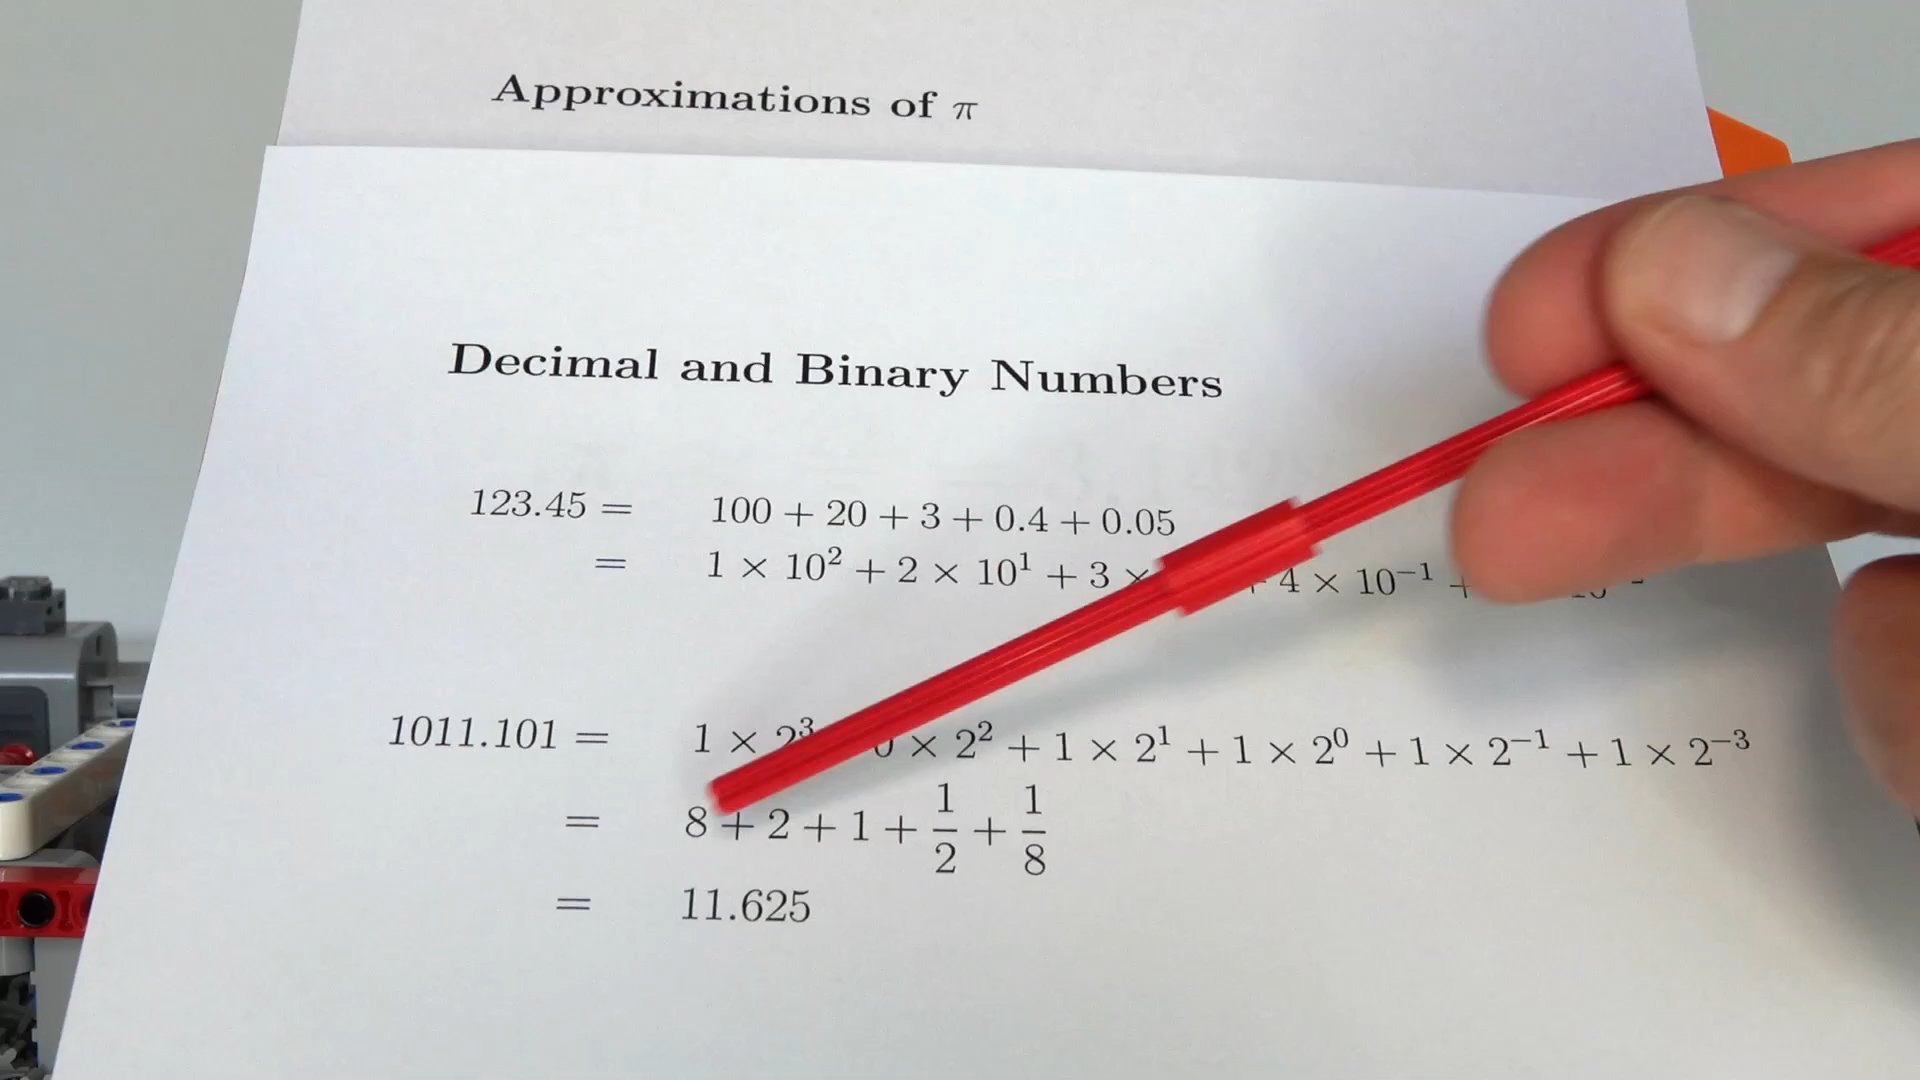 Approximations of π
Decimal and Binary Numbers
123.45 = 100 + 20 + 3 + 0.4 + 0.05
= 1 × 10² + 2 × 10¹ + 3 × 4 × 10⁻¹ +
1011.101 = 1 × 2³ 0 × 2² + 1 × 2¹ + 1 × 2⁰ + 1 × 2⁻¹ + 1 × 2⁻³
= 8 + 2 + 1 + 1/2 + 1/8
= 11.625